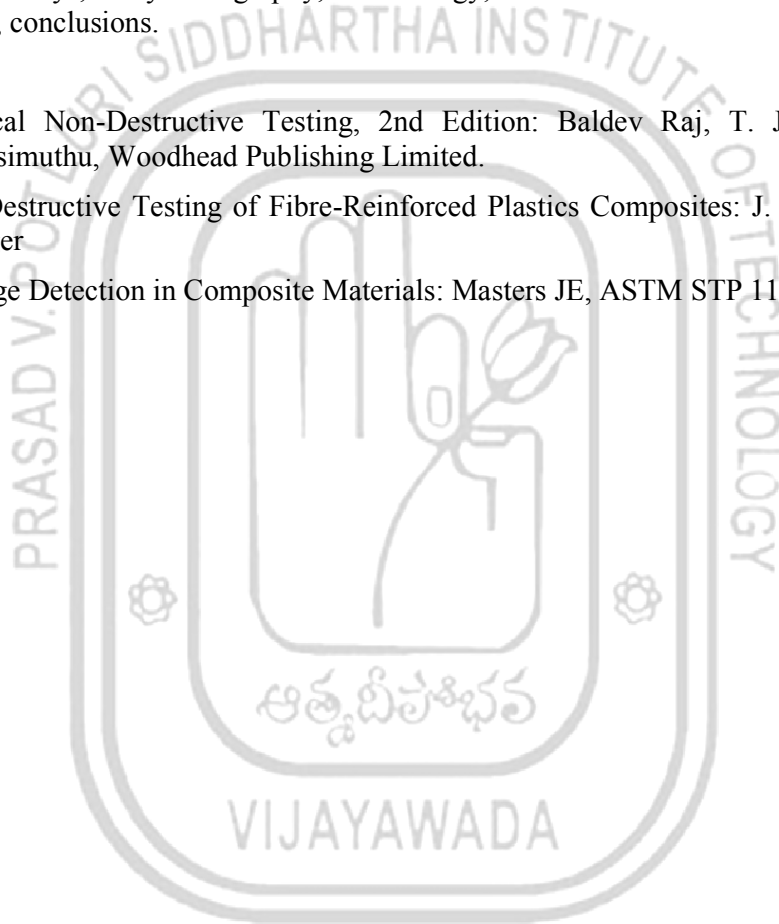 , conclusions.
cal Non-Destructive Testing, 2nd Edition: Baldev Raj, T. J
simuthu, Woodhead Publishing Limited.
Destructive Testing of Fibre-Reinforced Plastics Composites: J.
er
ge Detection in Composite Materials: Masters JE, ASTM STP 11
PRASAD V. POTLURI SIDDHARTHA INSTITUTE OF TECHNOLOGY
ఆత్మదీపోభవ
VIJAYAWADA